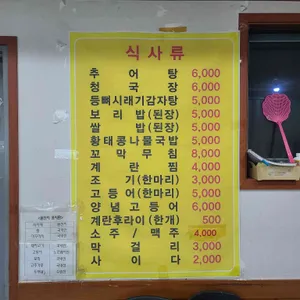 식사류
추어탕 6,000
청국장 6,000
등뼈시래기감자탕 5,000
보리밥(된장) 5,000
쌀밥(된장) 5,000
황태콩나물국밥 5,000
꼬막무침 8,000
계란찜 4,000
조기(한마리) 3,000
고등어(한마리) 5,000
양념고등어 6,000
계란후라이(한개) 500
소주/맥주 4,000
막걸리 3,000
사이다 2,000